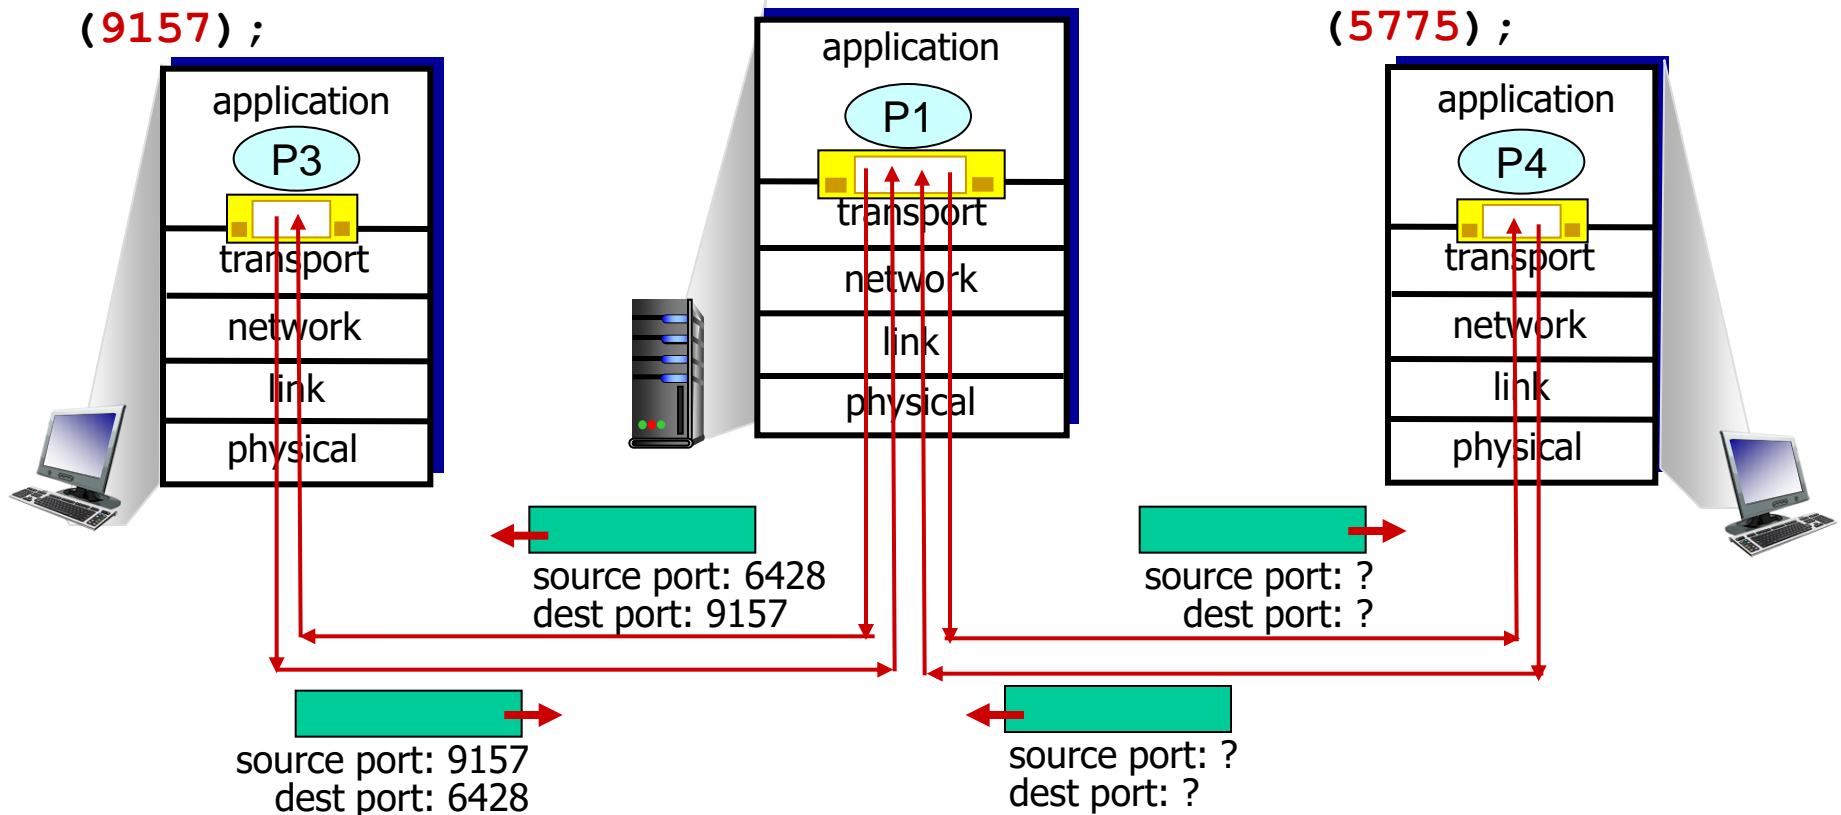 (9157);
application
P3
transport
network
link
physical
application
P1
transport
network
link
physical
(5775);
application
P4
transport
network
link
physical
source port: 6428
dest port: 9157
source port: ?
dest port: ?
source port: 9157
dest port: 6428
source port: ?
dest port: ?